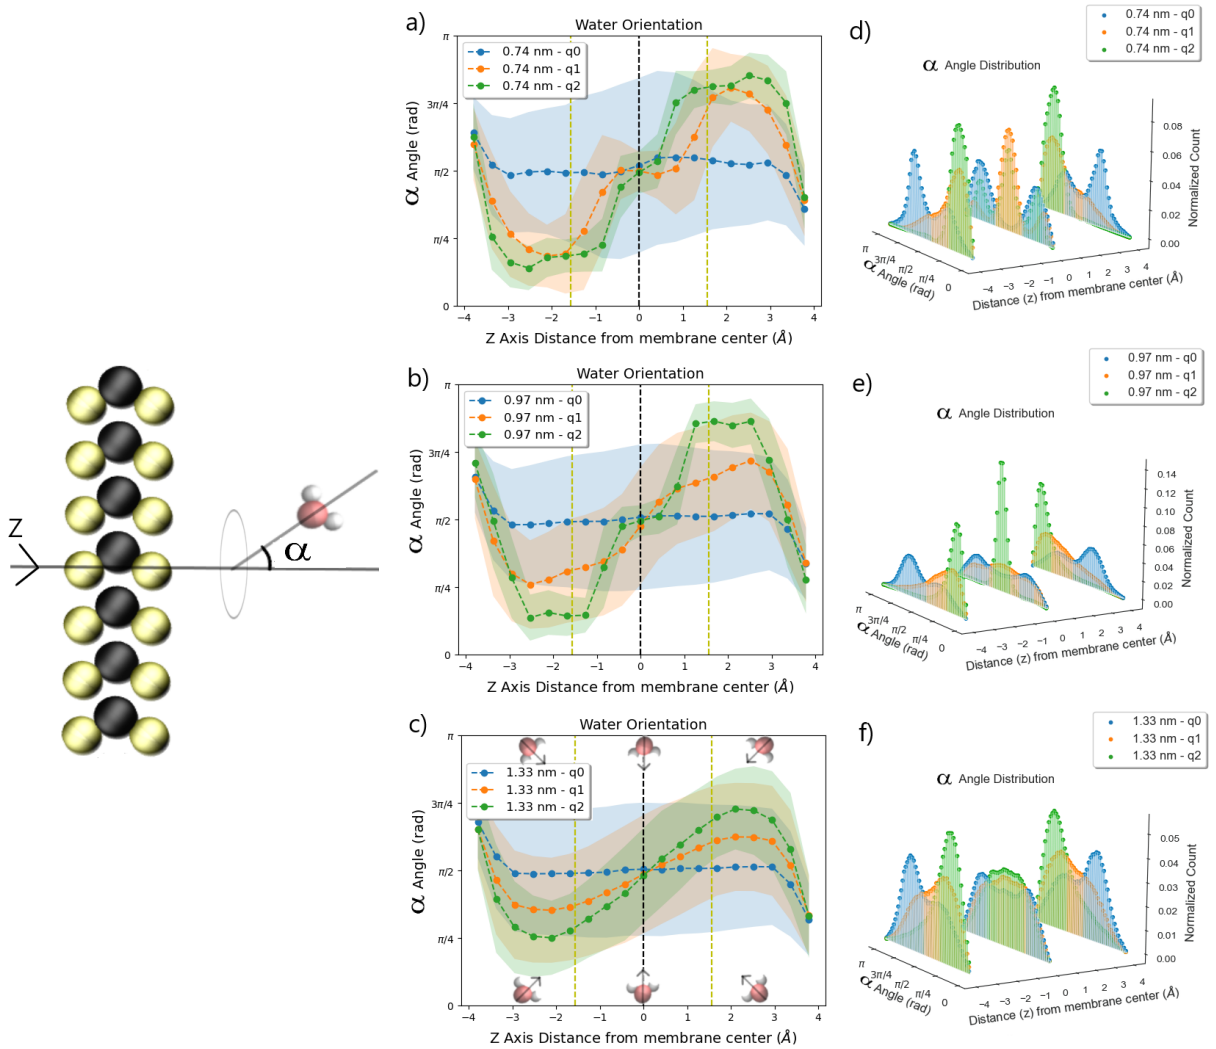 a)
Water Orientation
π
3π/4
π/2
π/4
0
α Angle (rad)
0.74 nm - q0
0.74 nm - q1
0.74 nm - q2
−4 −3 −2 −1 0 1 2 3 4
Z Axis Distance from membrane center (Å)
d)
0.74 nm - q0
0.74 nm - q1
0.74 nm - q2
α Angle Distribution
0.08
0.06
0.04
0.02
0.00
Normalized Count
π
3π/4
π/2
π/4
0
α Angle (rad)
−4 −3 −2 −1 0 1 2 3 4
Distance (z) from membrane center (Å)
Z
α
b)
Water Orientation
π
3π/4
π/2
π/4
0
α Angle (rad)
0.97 nm - q0
0.97 nm - q1
0.97 nm - q2
−4 −3 −2 −1 0 1 2 3 4
Z Axis Distance from membrane center (Å)
e)
0.97 nm - q0
0.97 nm - q1
0.97 nm - q2
α Angle Distribution
0.14
0.12
0.10
0.08
0.06
0.04
0.02
0.00
Normalized Count
π
3π/4
π/2
π/4
0
α Angle (rad)
−4 −3 −2 −1 0 1 2 3 4
Distance (z) from membrane center (Å)
c)
Water Orientation
π
3π/4
π/2
π/4
0
α Angle (rad)
1.33 nm - q0
1.33 nm - q1
1.33 nm - q2
−4 −3 −2 −1 0 1 2 3 4
Z Axis Distance from membrane center (Å)
f)
1.33 nm - q0
1.33 nm - q1
1.33 nm - q2
α Angle Distribution
0.05
0.04
0.03
0.02
0.01
0.00
Normalized Count
π
3π/4
π/2
π/4
0
α Angle (rad)
−4 −3 −2 −1 0 1 2 3 4
Distance (z) from membrane center (Å)